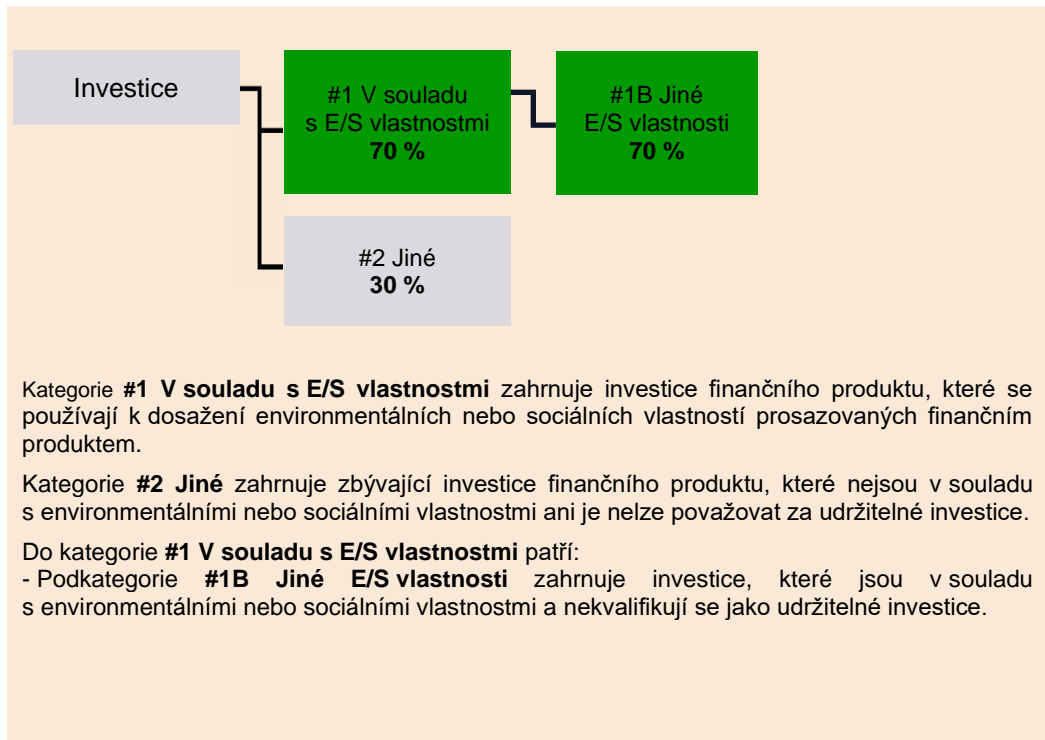 Investice
#1 V souladu
s E/S vlastnostmi
70 %
#1B Jiné
E/S vlastnosti
70 %
#2 Jiné
30 %
Kategorie #1 V souladu s E/S vlastnostmi zahrnuje investice finančního produktu, které se
používají k dosažení environmentálních nebo sociálních vlastností prosazovaných finančním
produktem.
Kategorie #2 Jiné zahrnuje zbývající investice finančního produktu, které nejsou v souladu
s environmentálními nebo sociálními vlastnostmi ani je nelze považovat za udržitelné investice.
Do kategorie #1 V souladu s E/S vlastnostmi patří:
- Podkategorie #1B Jiné E/S vlastnosti zahrnuje investice, které jsou v souladu
s environmentálními nebo sociálními vlastnostmi a nekvalifikují se jako udržitelné investice.